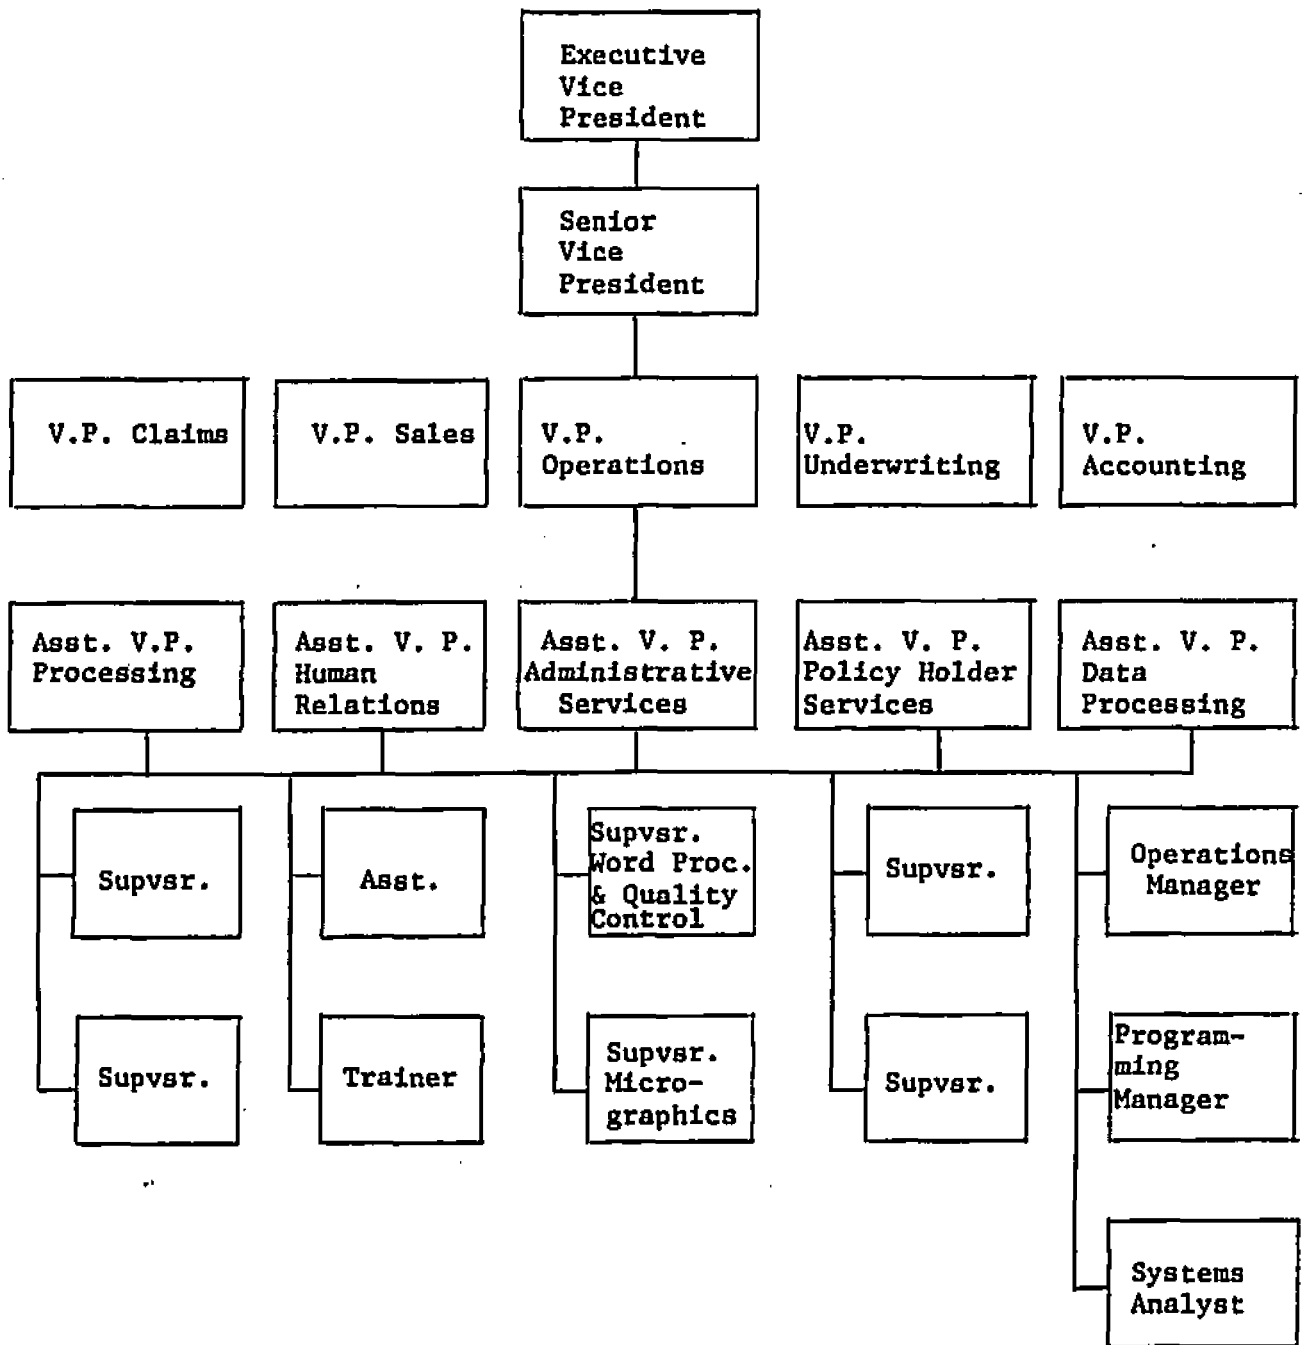 Executive
Vice
President
Senior
Vice
President
V.P. Claims
V.P. Sales
V.P.
Operations
V.P.
Underwriting
V.P.
Accounting
Asst. V.P.
Processing
Asst. V. P.
Human
Relations
Asst. V. P.
Administrative
Services
Asst. V. P.
Policy Holder
Services
Asst. V. P.
Data
Processing
Supvsr.
Asst.
Supvsr.
Word Proc.
& Quality
Control
Supvsr.
Operations
Manager
Supvsr.
Trainer
Supvsr.
Micro-
graphics
Supvsr.
Program-
ming
Manager
Systems
Analyst